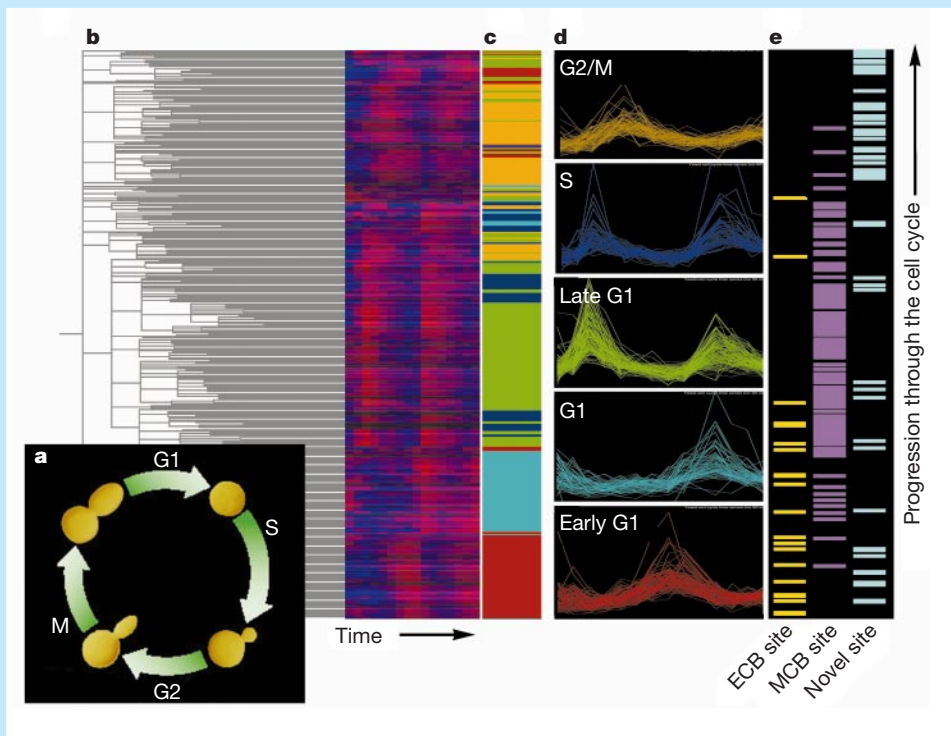 b
c
d
e
G2/M
S
Late G1
G1
Early G1
Progression through the cell cycle
a
G1
S
M
G2
Time
ECB site
MCB site
Novel site